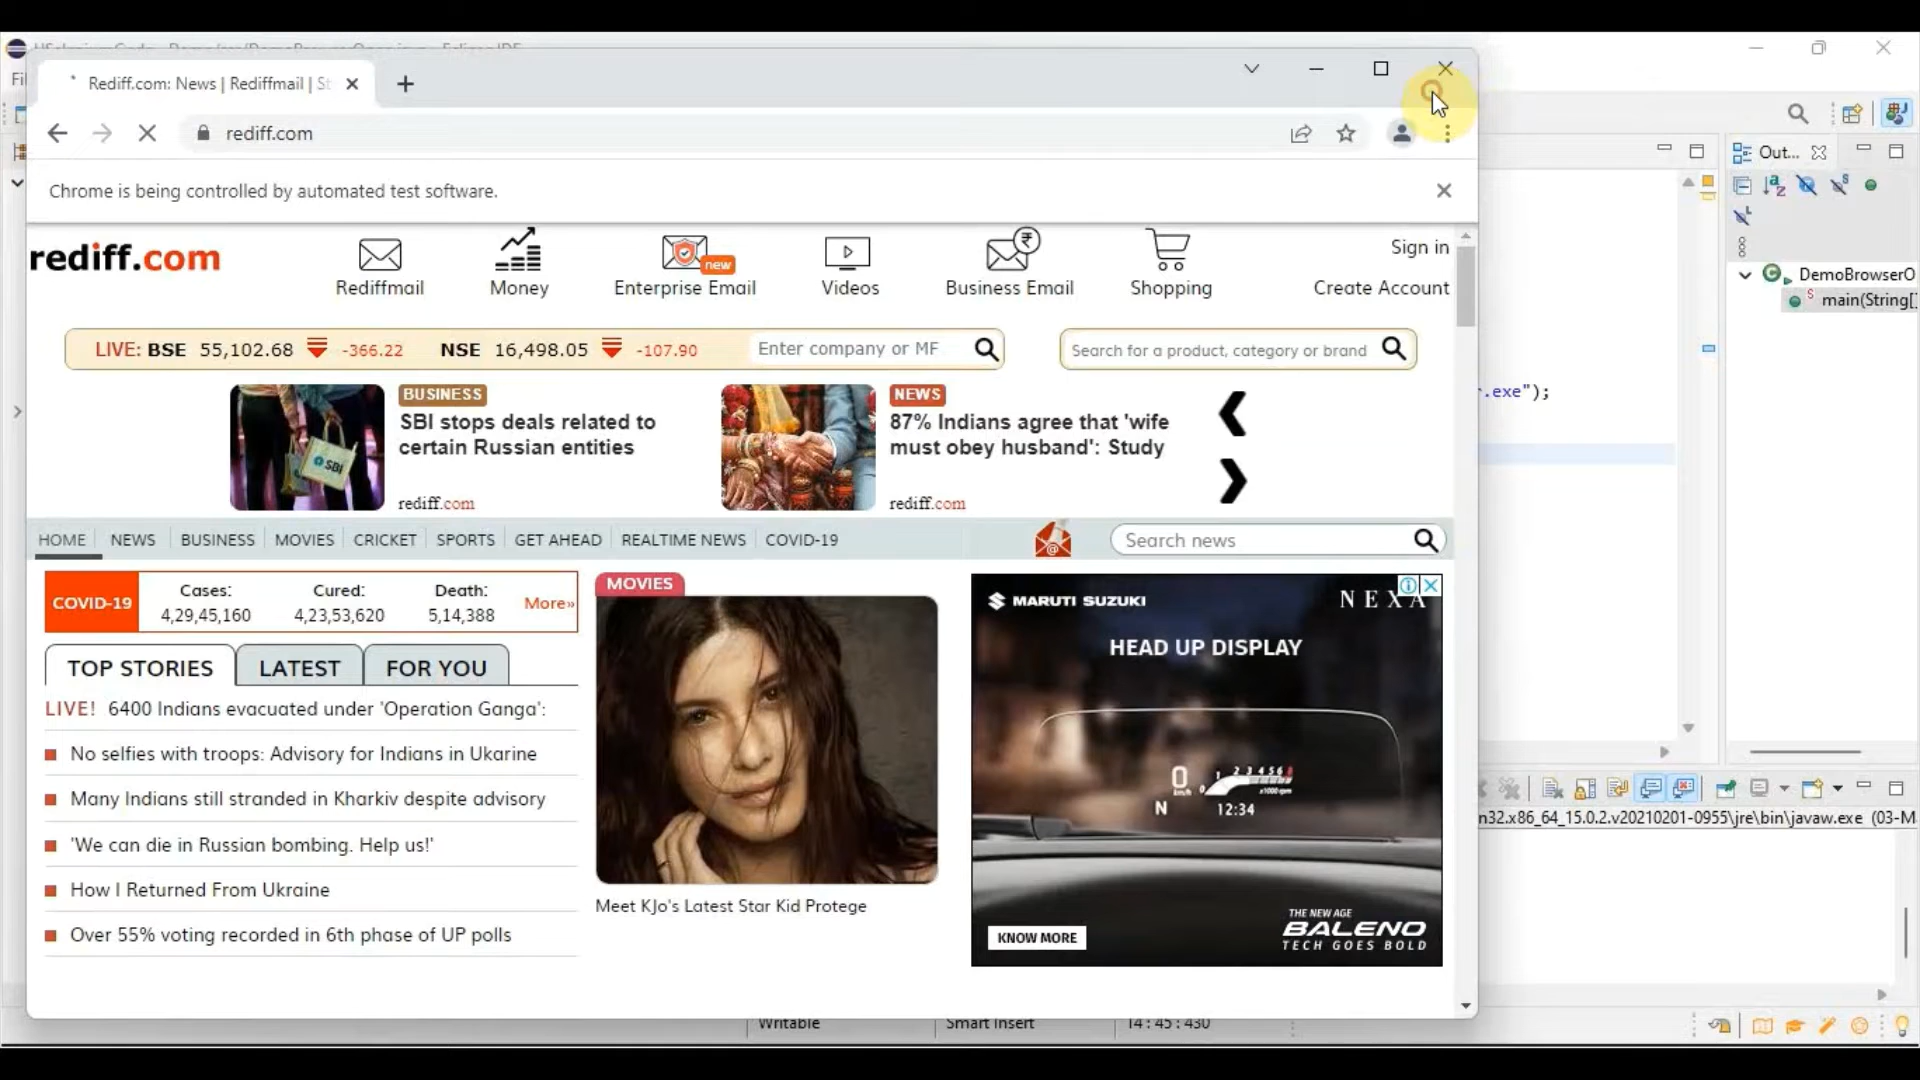 Rediff.com: News | Rediffmail | St
rediff.com
Chrome is being controlled by automated test software.
rediff.com
new
Rediffmail
Money
Enterprise Email
Videos
Business Email
Shopping
Sign in
Create Account
LIVE: BSE 55,102.68 -366.22 NSE 16,498.05 -107.90
Enter company or MF
Search for a product, category or brand
BUSINESS
SBI stops deals related to
certain Russian entities
rediff.com
SBI
NEWS
87% Indians agree that 'wife
must obey husband': Study
rediff.com
HOME
NEWS
BUSINESS
MOVIES
CRICKET
SPORTS
GET AHEAD
REALTIME NEWS
COVID-19
Search news
COVID-19
Cases:
4,29,45,160
Cured:
4,23,53,620
Death:
5,14,388
More»
TOP STORIES
LATEST
FOR YOU
LIVE! 6400 Indians evacuated under 'Operation Ganga':
No selfies with troops: Advisory for Indians in Ukarine
Many Indians still stranded in Kharkiv despite advisory
'We can die in Russian bombing. Help us!'
How I Returned From Ukraine
Over 55% voting recorded in 6th phase of UP polls
MOVIES
Meet KJo's Latest Star Kid Protege
MARUTI SUZUKI
NEXA
HEAD UP DISPLAY
0
km/h
N
12:34
KNOW MORE
THE NEW AGE
BALENO
TECH GOES BOLD
Out...
DemoBrowserO
main(String[]
r.exe");
n32.x86_64_15.0.2.v20210201-0955\jre\bin\javaw.exe (03-M
Writable
Smart Insert
14 : 45 : 430